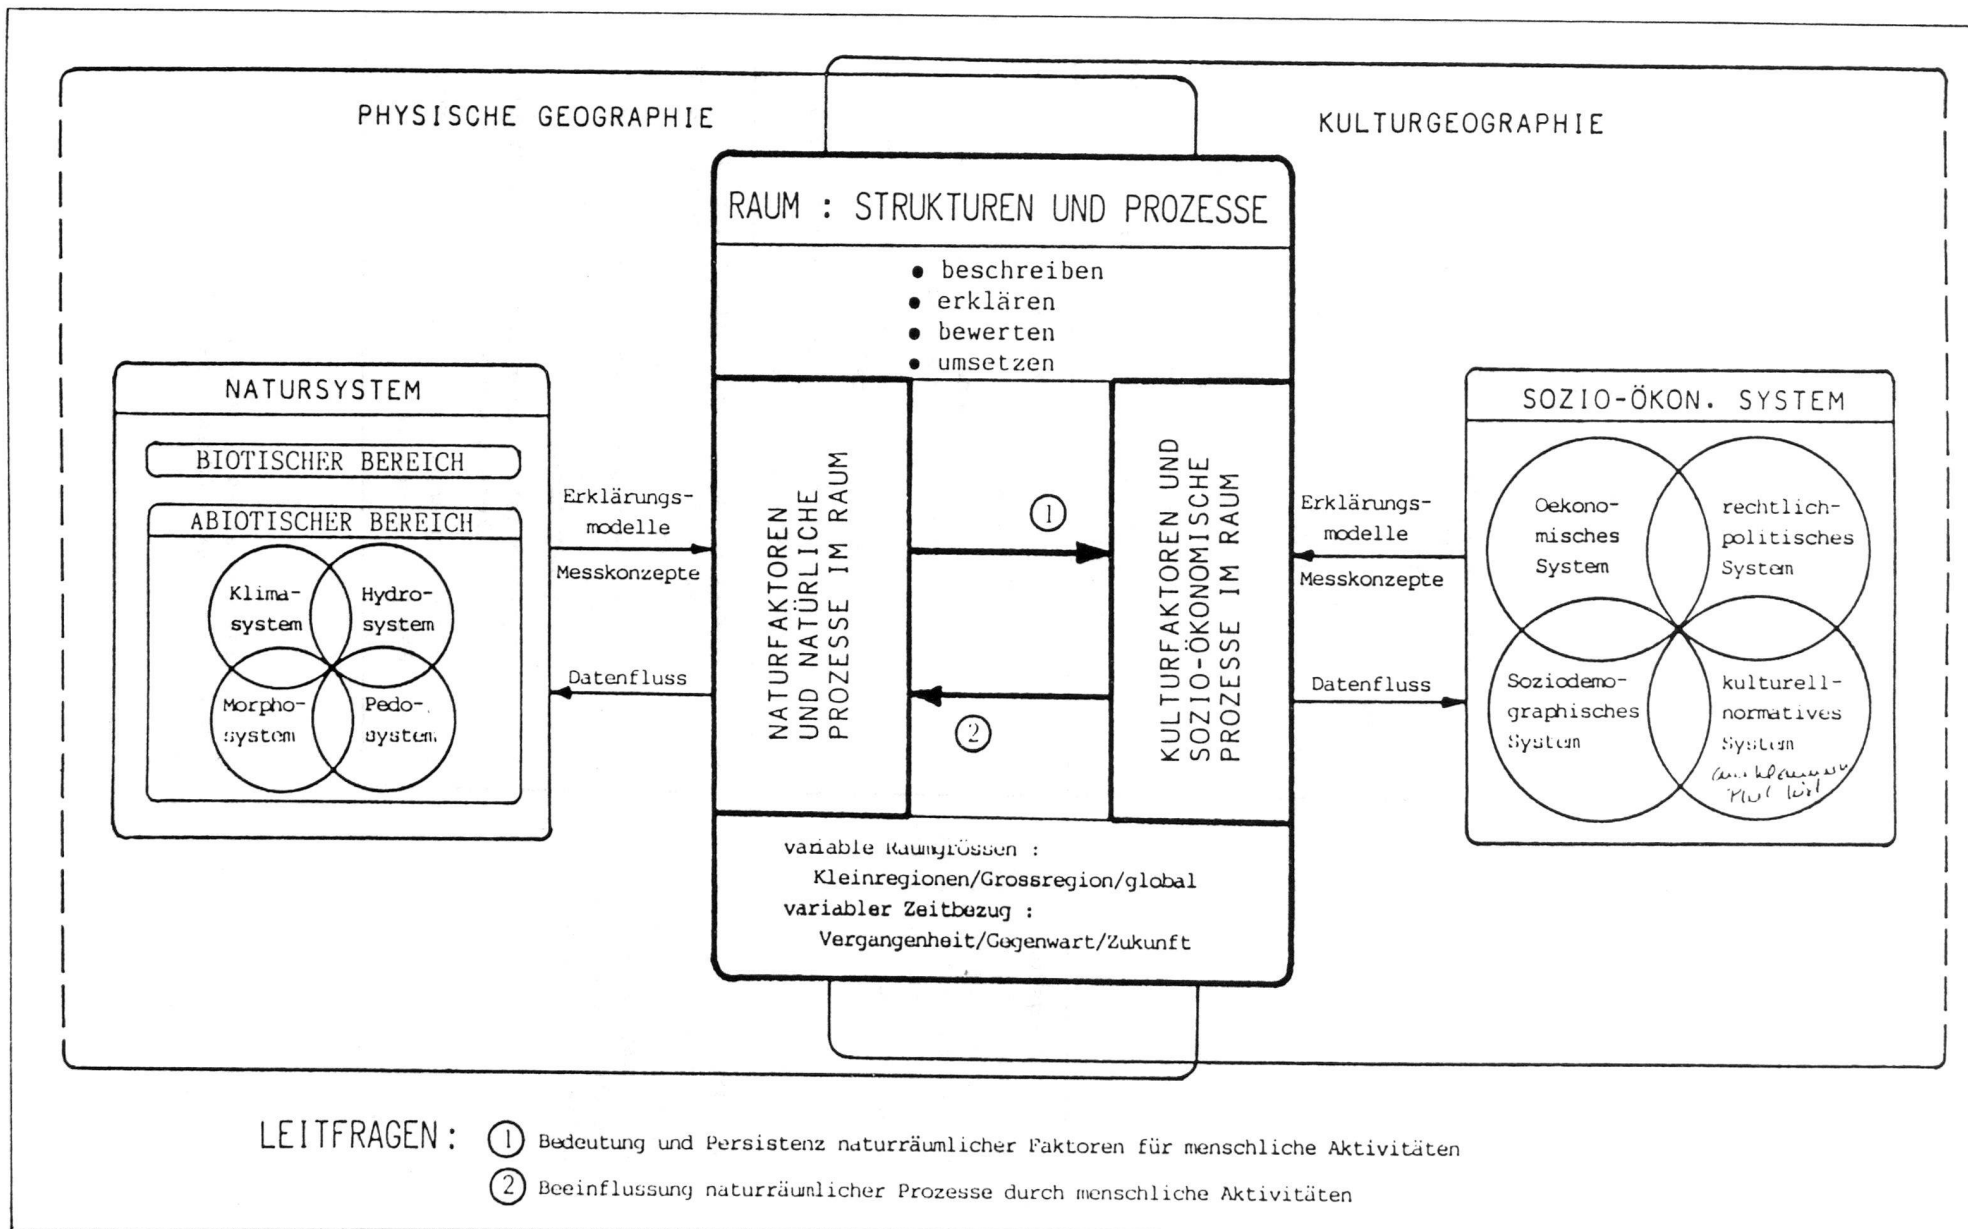 PHYSISCHE GEOGRAPHIE
KULTURGEOGRAPHIE
RAUM : STRUKTUREN UND PROZESSE
• beschreiben
• erklären
• bewerten
• umsetzen
NATURSYSTEM
BIOTISCHER BEREICH
ABIOTISCHER BEREICH
Klima-
system
Hydro-
system
Morpho-
system
Pedo-
system
Erklärungs-
modelle
Messkonzepte
Datenfluss
NATURFAKTOREN
UND NATÜRLICHE
PROZESSE IM RAUM
1
2
KULTURFAKTOREN UND
SOZIO-ÖKONOMISCHE
PROZESSE IM RAUM
Erklärungs-
modelle
Messkonzepte
Datenfluss
SOZIO-ÖKON. SYSTEM
Oekono-
misches
System
rechtlich-
politisches
System
Soziodemo-
graphisches
System
kulturell-
normatives
System
variable Raumgrössen :
Kleinregionen/Grossregion/global
variabler Zeitbezug :
Vergangenheit/Gegenwart/Zukunft
LEITFRAGEN :
1 Bedeutung und Persistenz naturräumlicher Faktoren für menschliche Aktivitäten
2 Beeinflussung naturräumlicher Prozesse durch menschliche Aktivitäten